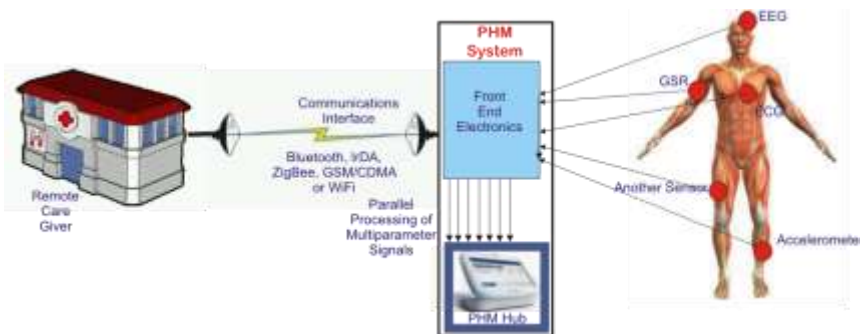 PHM
System
EEG
GSR
ECG
Front
End
Electronics
Communications
Interface
Bluetooth, IrDA,
ZigBee, GSM/CDMA
or WiFi
Remote
Care
Giver
Parallel
Processing of
Multiparameter
Signals
Another Sensor
Accelerometer
PHM Hub